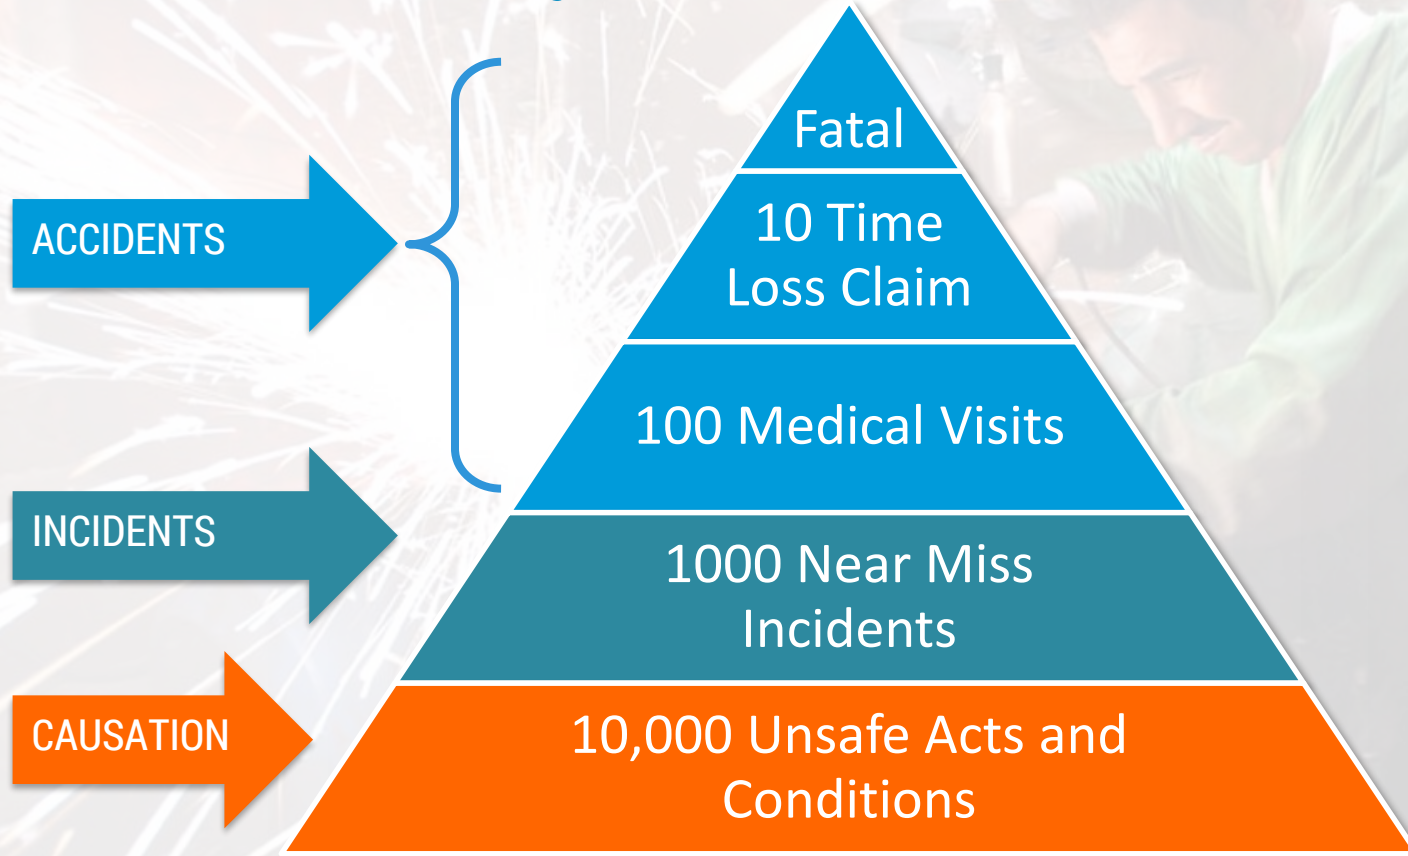 Fatal
10 Time
Loss Claim
ACCIDENTS
100 Medical Visits
INCIDENTS
1000 Near Miss
Incidents
CAUSATION
10,000 Unsafe Acts and
Conditions